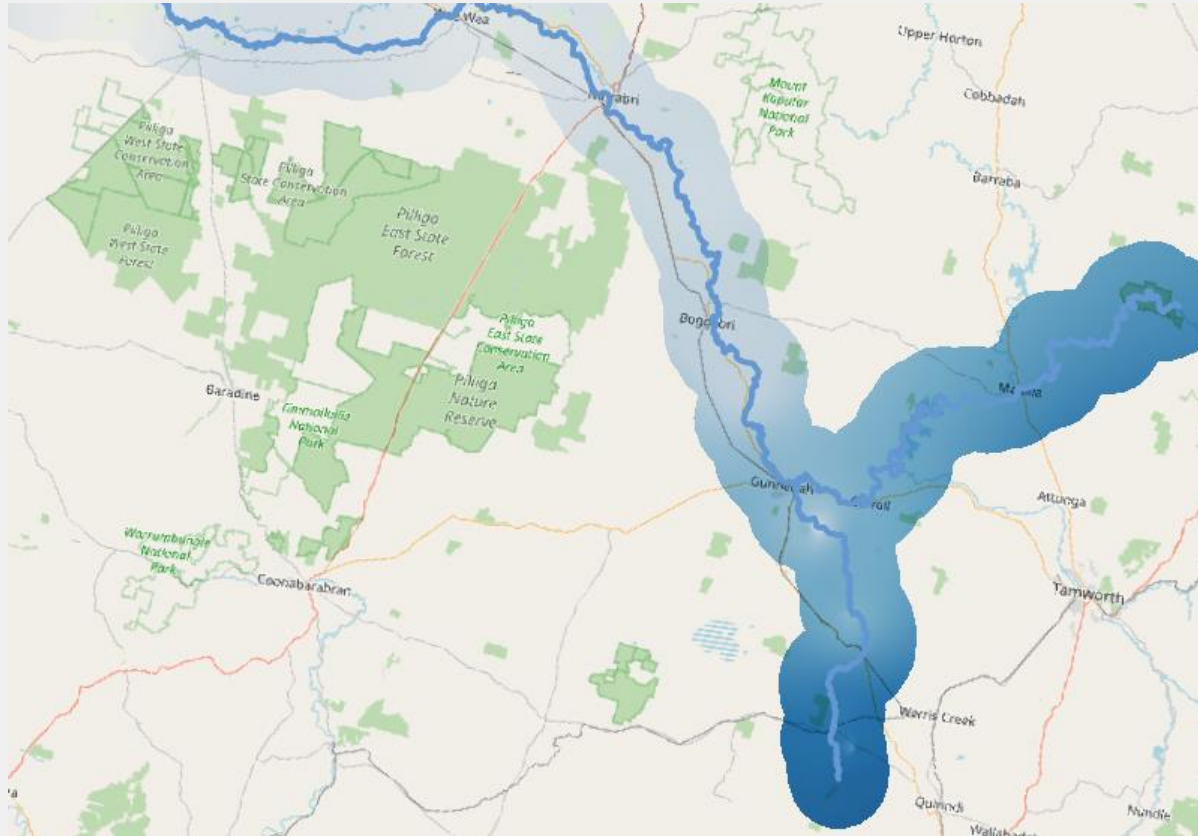 Upper Horton
Cobbadah
Mount
Kaputar
National
Park
Pilliga
West State
Conservation
Area
Pilliga
State Conservation
Area
Barraba
Pilliga
East State
Forest
Pilliga
West State
Forest
Pilliga
East State
Conservation
Area
Baradine
Pilliga
Nature
Reserve
Timmallallie
National
Park
Attunga
Warrumbungle
National
Park
Coonabarabran
Tamworth
Werris Creek
Quirindi
Nundle